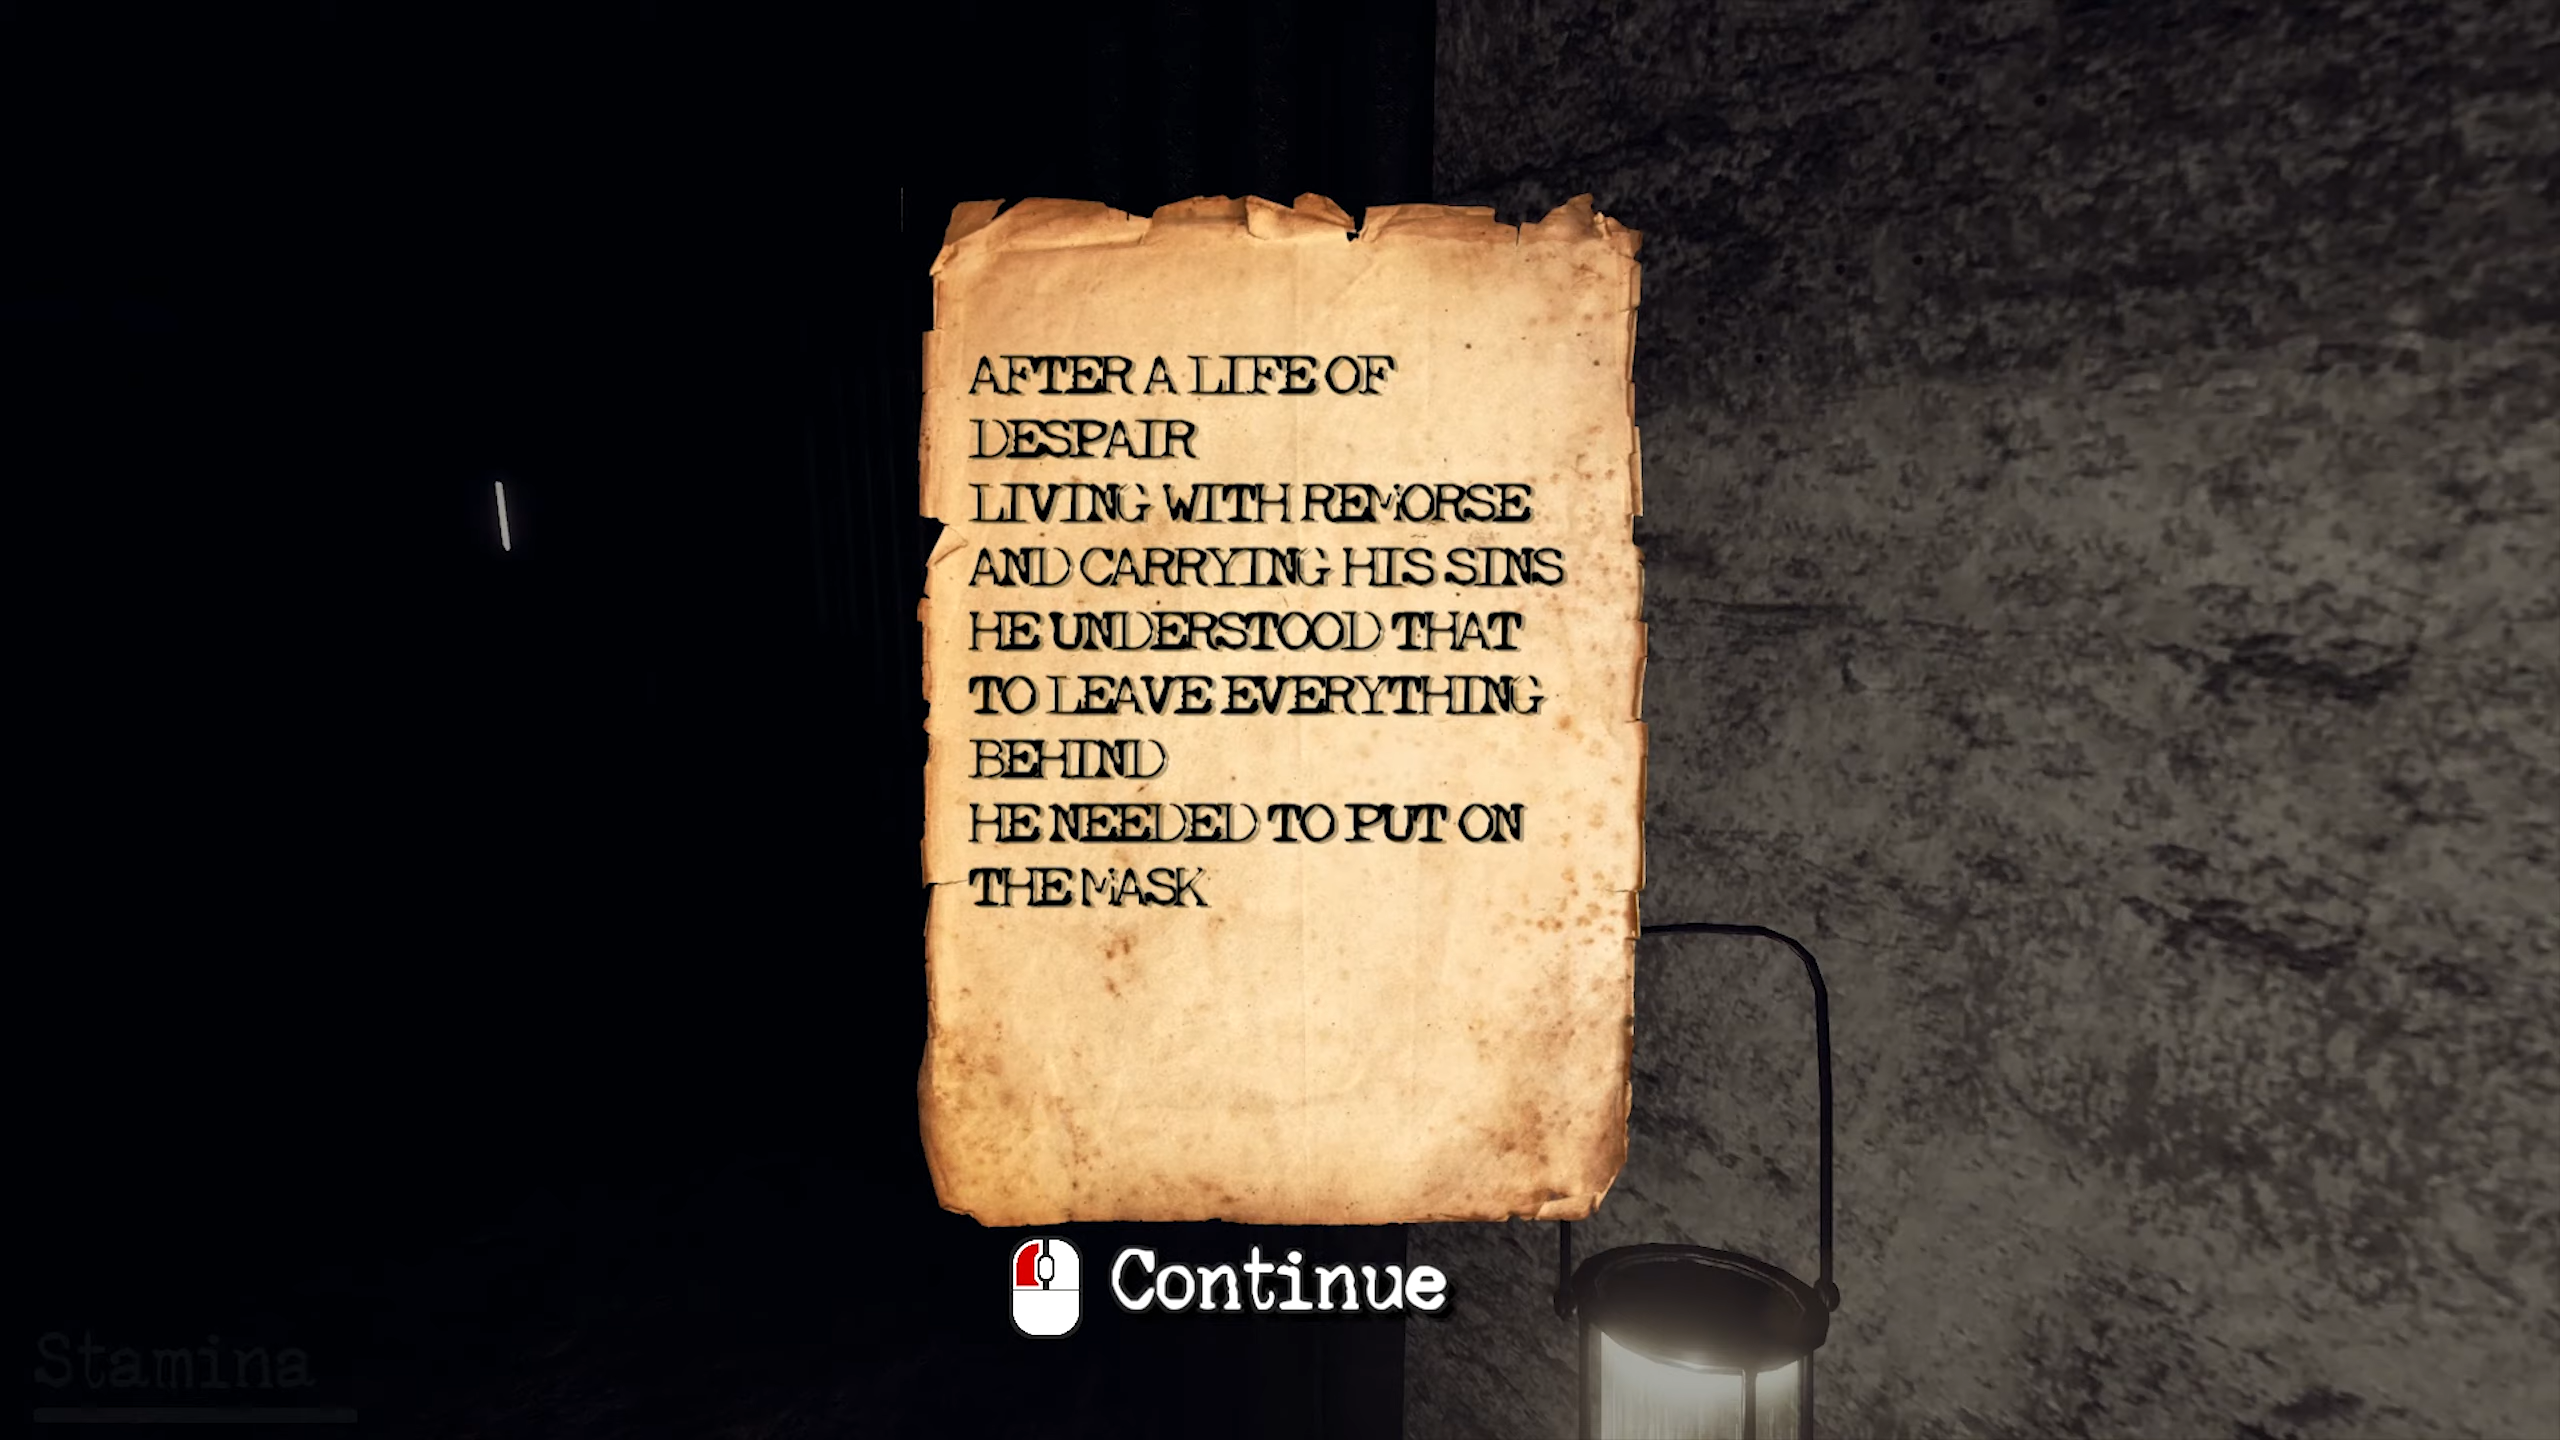 AFTER A LIFE OF
DESPAIR
LIVING WITH REMORSE
AND CARRYING HIS SINS
HE UNDERSTOOD THAT
TO LEAVE EVERYTHING
BEHIND
HE NEEDED TO PUT ON
THE MASK
Continue
Stamina